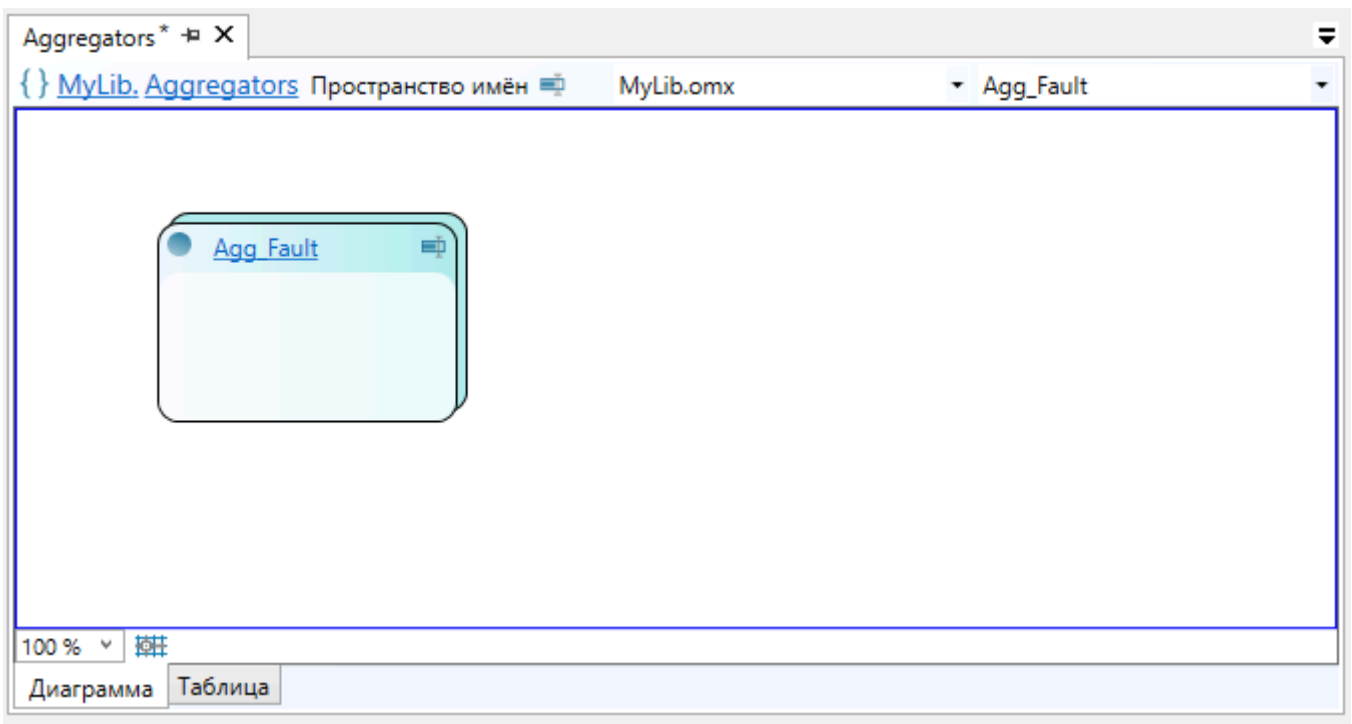 Aggregators*
{ } MyLib. Aggregators Пространство имён MyLib.omx Agg_Fault
Agg_Fault
100 %
Диаграмма Таблица